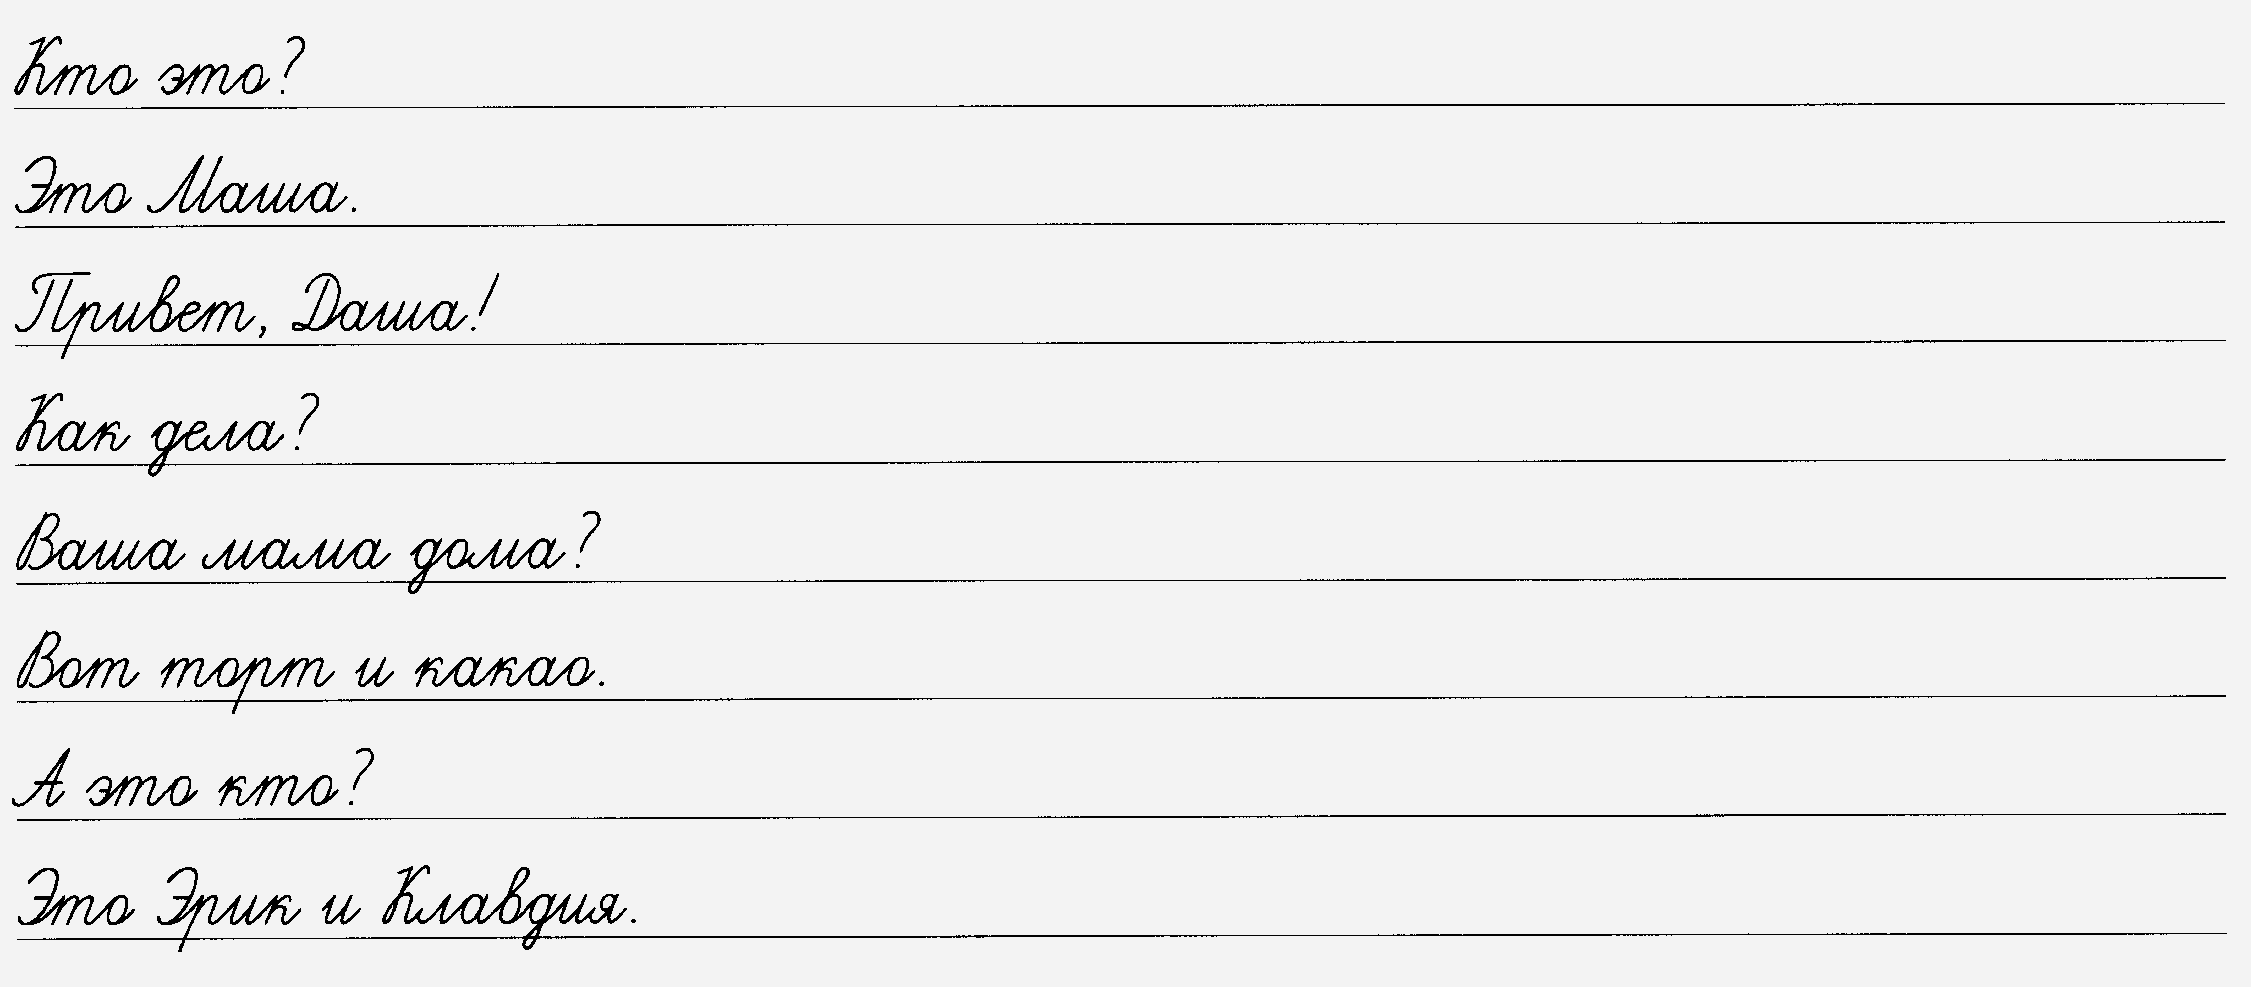 Кто это?
Это Маша.
Привет, Даша!
Как дела?
Ваша мама дома?
Вот торт и какао.
А это кто?
Это Эрик и Клавдия.